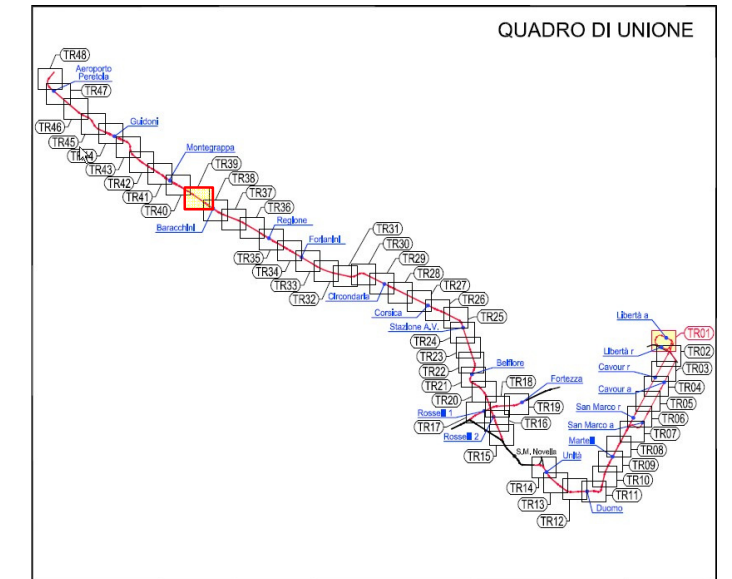 QUADRO DI UNIONE
TR48
Aeroporto
Peretola
TR47
TR46
Guidoni
TR45
TR43
Montegrappa
TR42
TR39
TR41
TR38
TR40
TR37
Baracchini
TR36
Regione
TR31
TR35
Forlanini
TR30
TR34
TR29
TR33
TR28
TR32
Circondaria
TR27
Corsica
TR26
Stazione A.V.
TR25
Libertà a
TR24
TR01
TR23
Libertà r
TR02
TR22
Belfiore
Cavour r
TR03
TR21
TR18
Fortezza
Cavour a
TR04
TR20
TR19
San Marco r
TR05
Rosselli 1
TR17
TR16
San Marco a
TR06
Rosselli 2
TR07
TR15
S.M. Novella
Martelli
TR08
Unità
TR09
TR14
TR10
TR13
TR11
TR12
Duomo